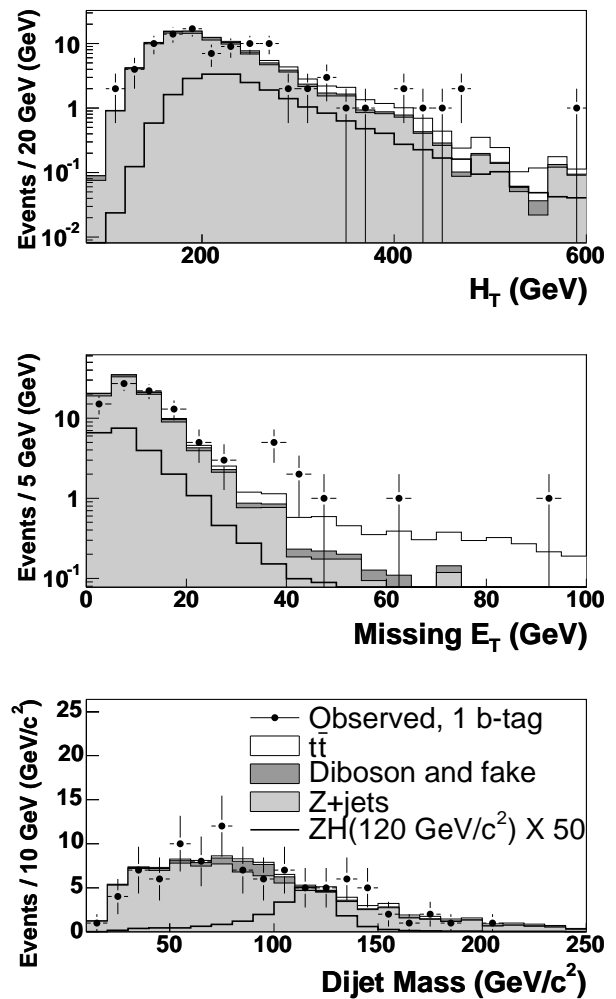 Events / 20 GeV (GeV)
10
1
10^-1
10^-2
200 400 600
H_T (GeV)
Events / 5 GeV (GeV)
10
1
10^-1
0 20 40 60 80 100
Missing E_T (GeV)
Events / 10 GeV (GeV/c^2)
25
20
15
10
5
0
Observed, 1 b-tag
tt̄
Diboson and fake
Z+jets
ZH(120 GeV/c^2) X 50
50 100 150 200 250
Dijet Mass (GeV/c^2)